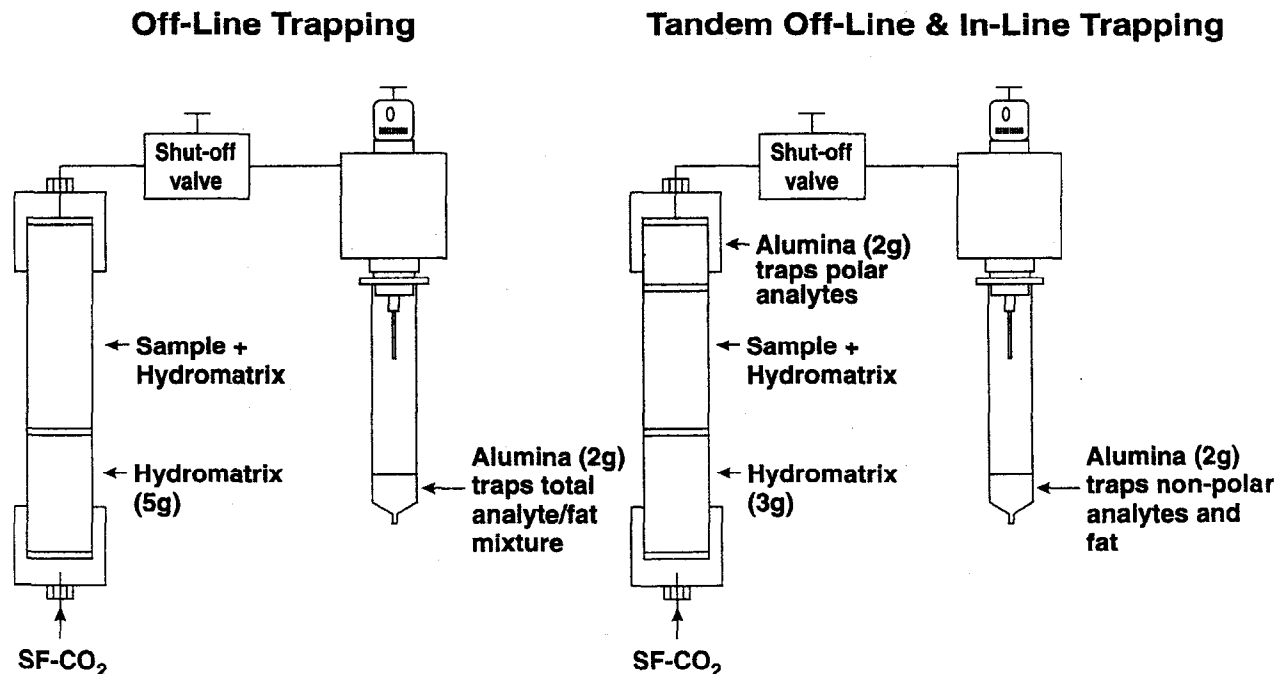 Off-Line Trapping
Shut-off
valve
0
Sample +
Hydromatrix
Hydromatrix
(5g)
Alumina (2g)
traps total
analyte/fat
mixture
SF-CO₂
Tandem Off-Line & In-Line Trapping
Shut-off
valve
0
Alumina (2g)
traps polar
analytes
Sample +
Hydromatrix
Hydromatrix
(3g)
Alumina (2g)
traps non-polar
analytes and
fat
SF-CO₂